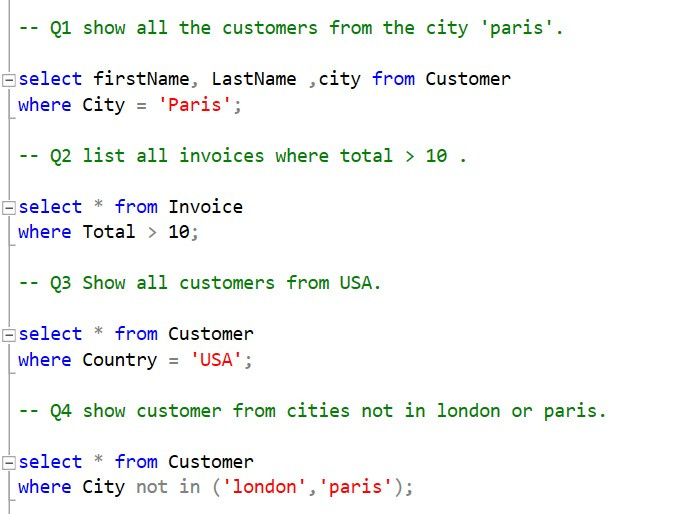 -- Q1 show all the customers from the city 'paris'.
select firstName, LastName ,city from Customer
where City = 'Paris';
-- Q2 list all invoices where total > 10 .
select * from Invoice
where Total > 10;
-- Q3 Show all customers from USA.
select * from Customer
where Country = 'USA';
-- Q4 show customer from cities not in london or paris.
select * from Customer
where City not in ('london','paris');